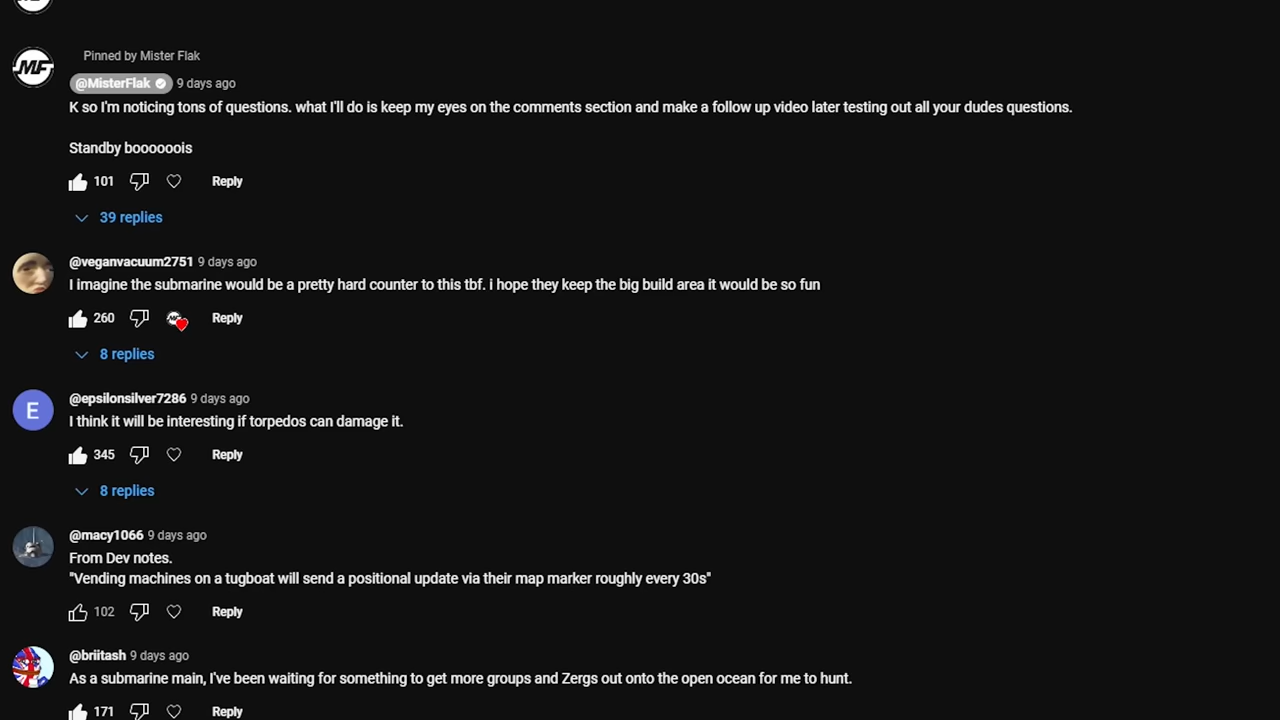 Pinned by Mister Flak
MF
@MisterFlak 9 days ago
K so I'm noticing tons of questions. what I'll do is keep my eyes on the comments section and make a follow up video later testing out all your dudes questions.
Standby boooooois
101 Reply
39 replies
@veganvacuum2751 9 days ago
I imagine the submarine would be a pretty hard counter to this tbf. i hope they keep the big build area it would be so fun
260 Reply
8 replies
@epsilonsilver7286 9 days ago
E
I think it will be interesting if torpedos can damage it.
345 Reply
8 replies
@macy1066 9 days ago
From Dev notes.
"Vending machines on a tugboat will send a positional update via their map marker roughly every 30s"
102 Reply
@briitash 9 days ago
As a submarine main, I've been waiting for something to get more groups and Zergs out onto the open ocean for me to hunt.
171 Reply